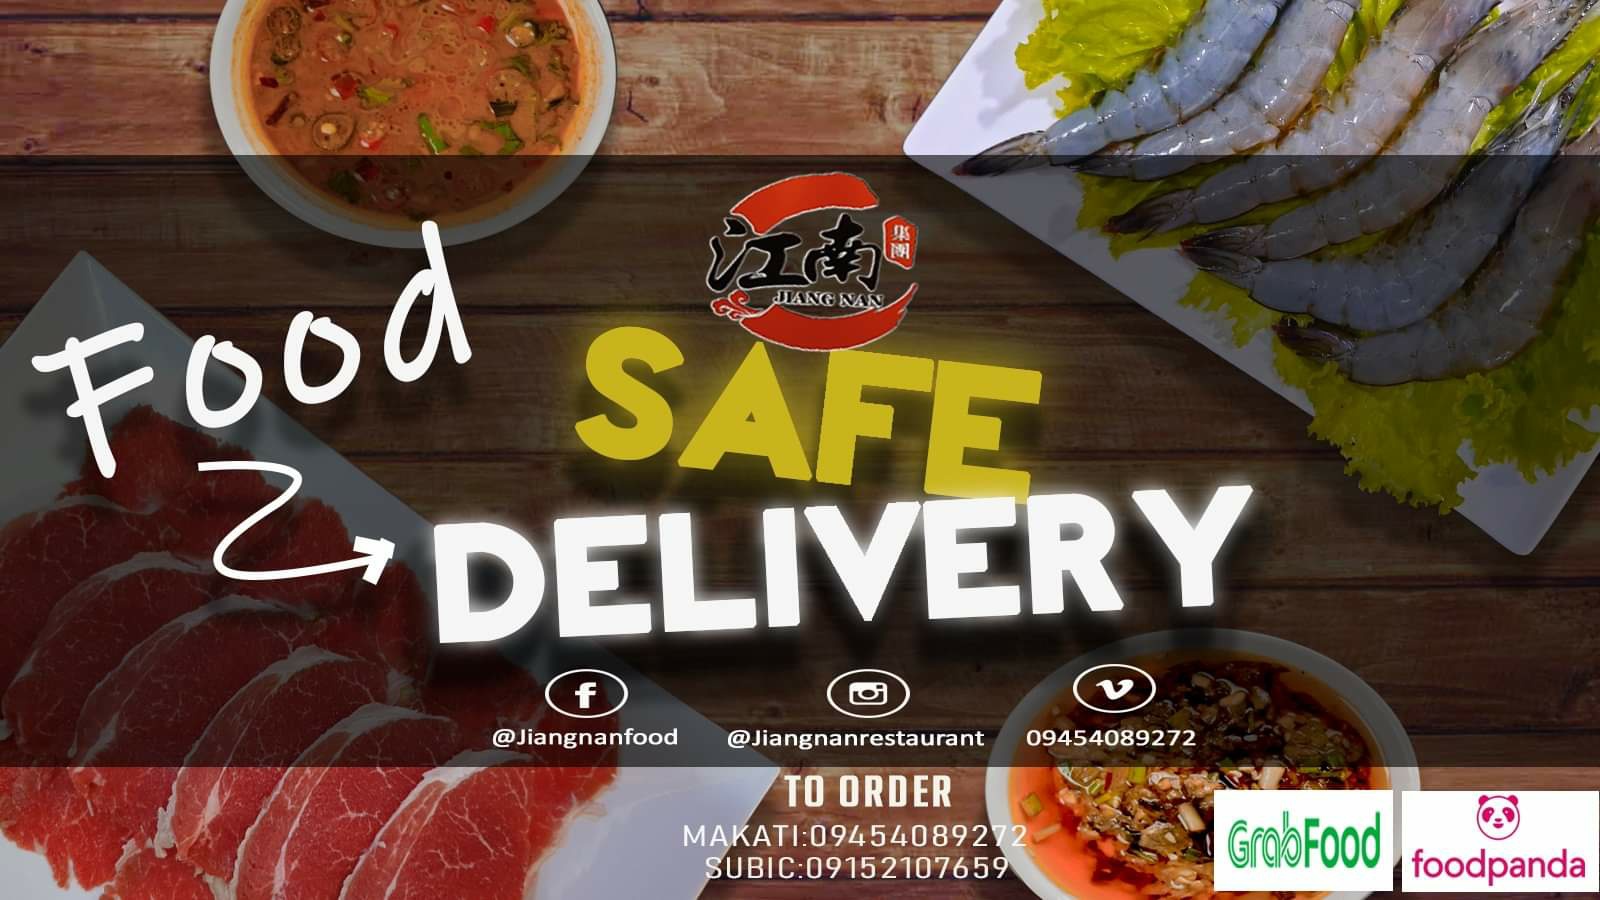 江南
集團
JIANG NAN
Food
SAFE
DELIVERY
@Jiangnanfood
@Jiangnanrestaurant
09454089272
TO ORDER
MAKATI:09454089272
SUBIC:09152107659
GrabFood
foodpanda